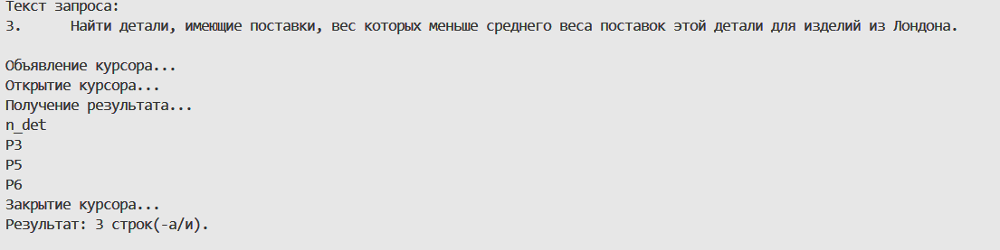 Текст запроса:
3. Найти детали, имеющие поставки, вес которых меньше среднего веса поставок этой детали для изделий из Лондона.
Объявление курсора...
Открытие курсора...
Получение результата...
n_det
P3
P5
P6
Закрытие курсора...
Результат: 3 строк(-а/и).